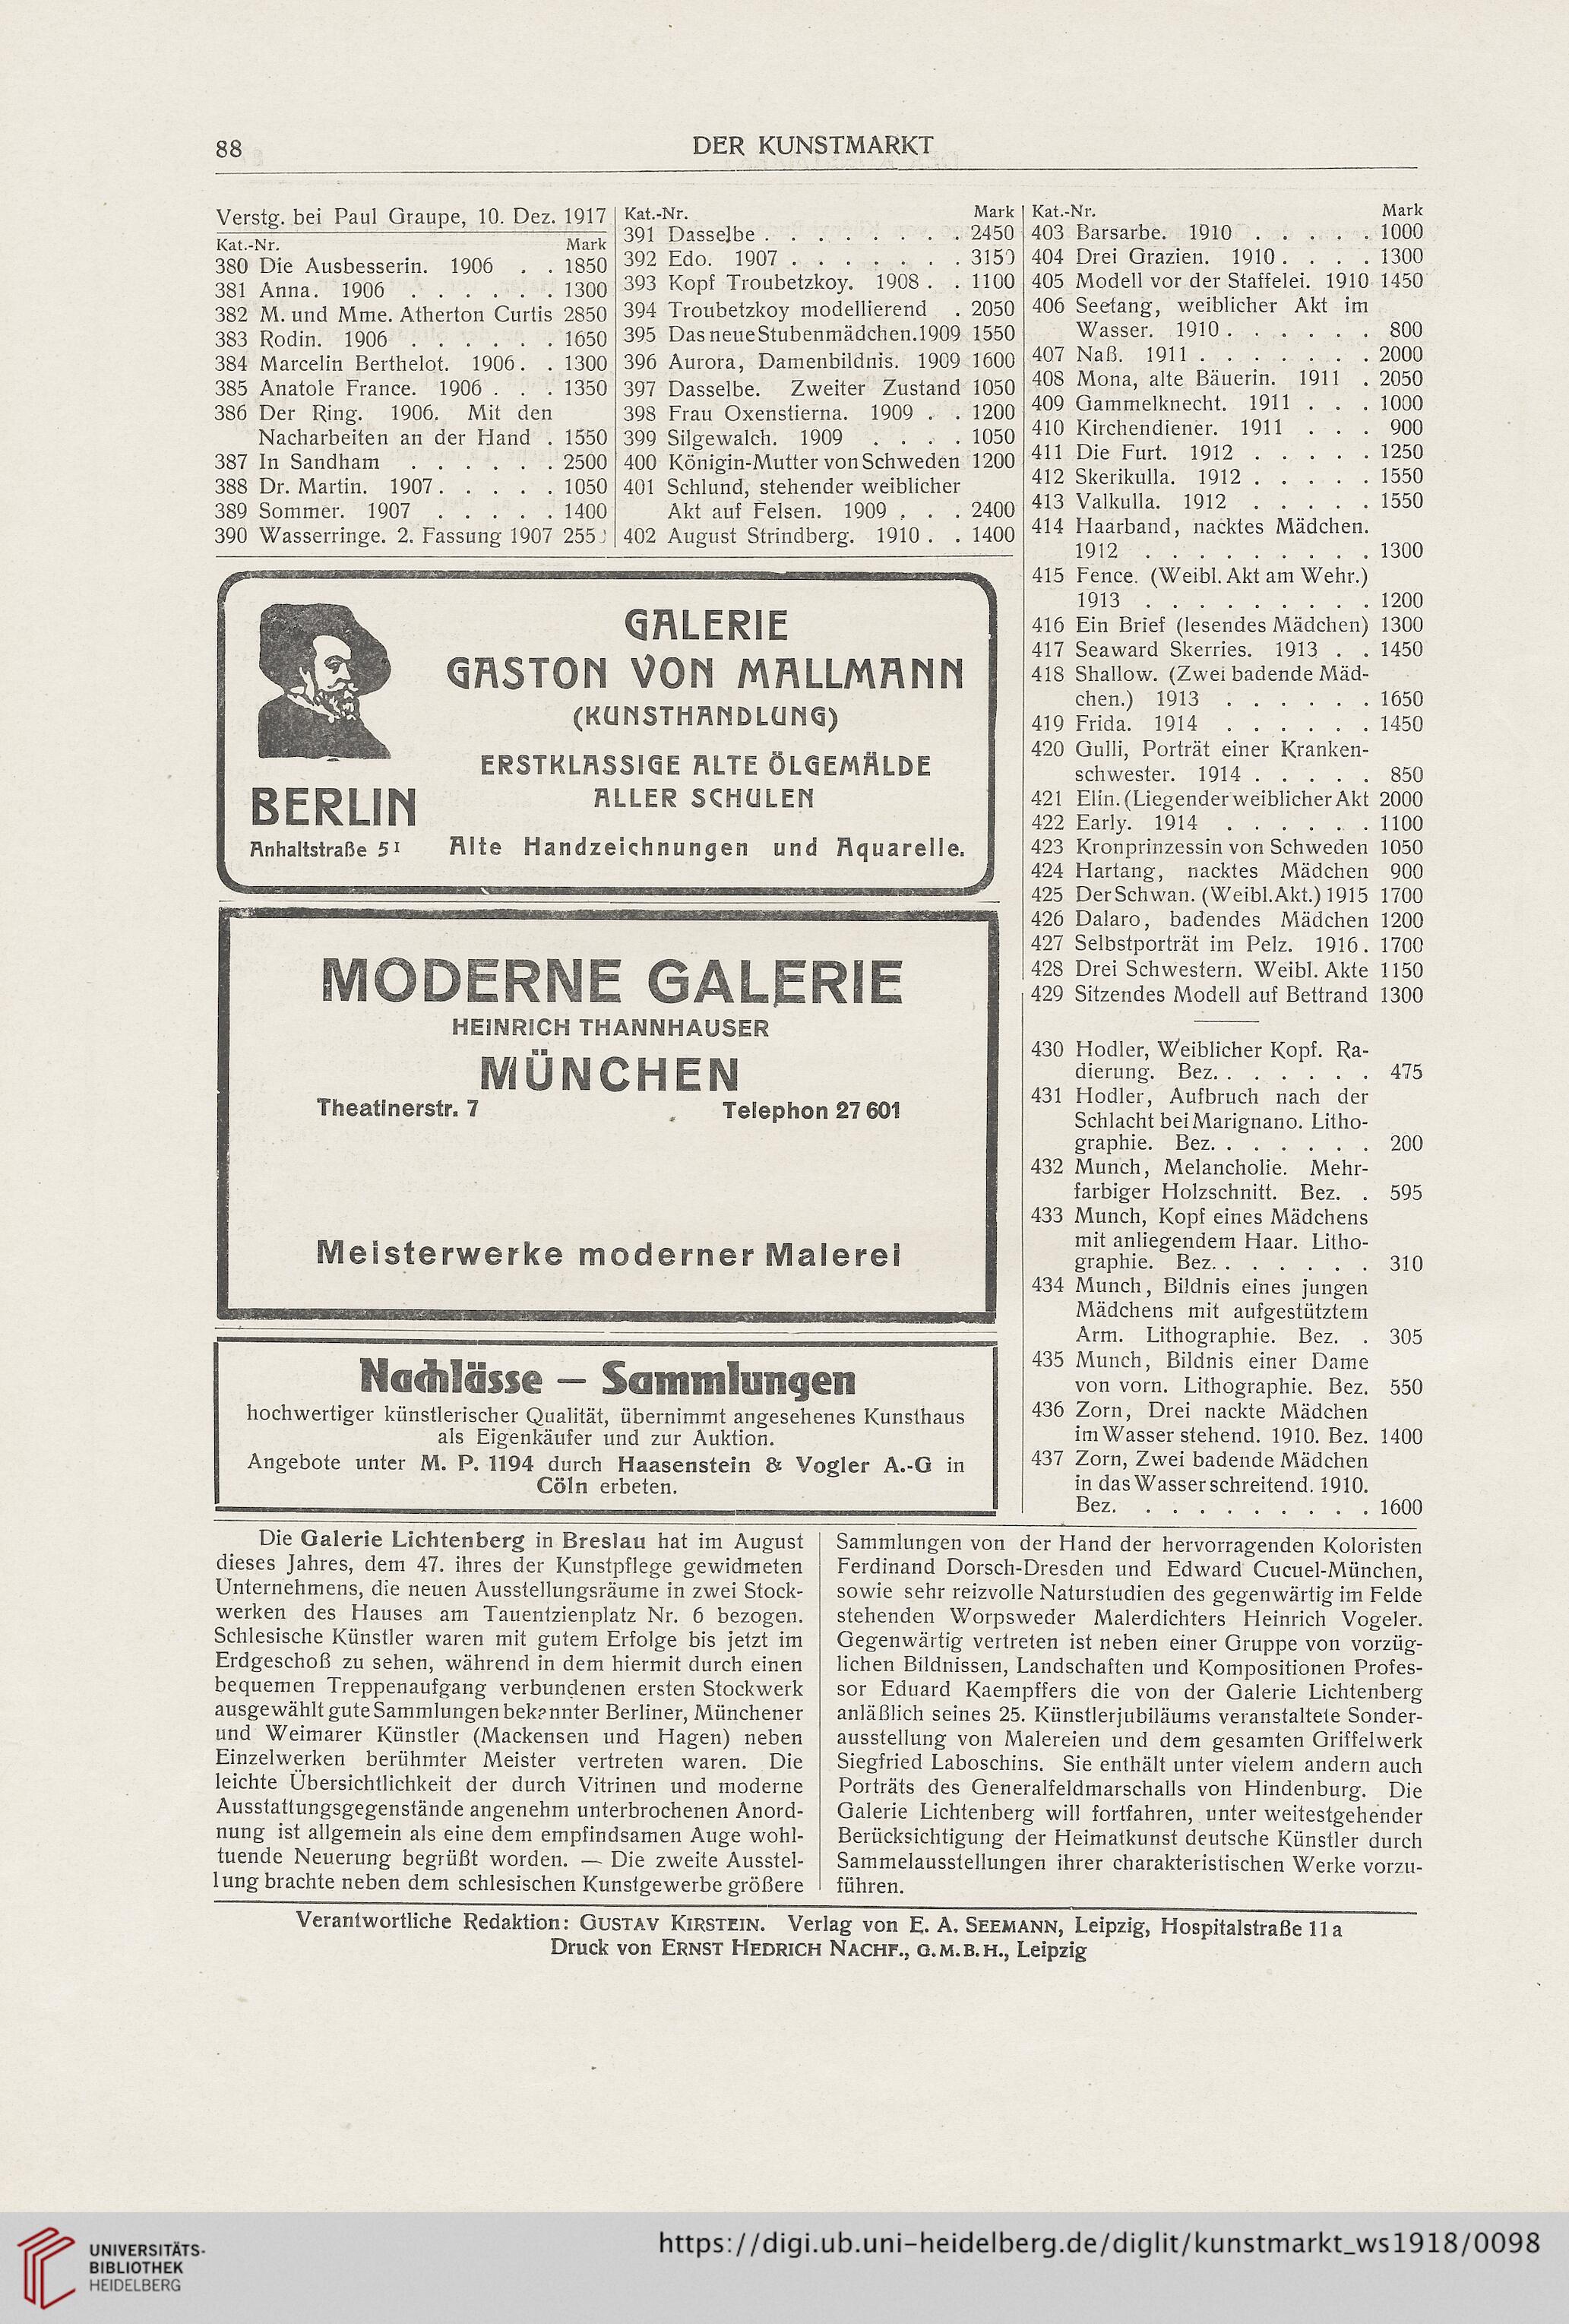 88
DER KUNSTMARKT
Verstg. bei Paul Graupe, 10. Dez. 1917
Kat.-Nr. Mark
380 Die Ausbesserin. 1906 . . 1850
381 Anna. 1906 . . . . . . 1300
382 M. und Mme. Atherton Curtis 2850
383 Rodin. 1906 . . . . . . 1650
384 Marcelin Berthelot. 1906. . 1300
385 Anatole France. 1906 . . . 1350
386 Der Ring. 1906. Mit den
Nacharbeiten an der Hand . 1550
387 In Sandham . . . . . . 2500
388 Dr. Martin. 1907. . . . . 1050
389 Sommer. 1907 . . . . . 1400
390 Wasserringe. 2. Fassung 1907
Kat.-Nr. Mark
391 Dasselbe . . . . . . . . 2450
392 Edo. 1907 . . . . . . . 3150
393 Kopf Troubetzkoy. 1908 . . 1100
394 Troubetzkoy modellierend . 2050
395 Das neue Stubenmädchen. 1909 1550
396 Aurora, Damenbildnis. 1909 1600
397 Dasselbe. Zweiter Zustand 1050
398 Frau Oxenstierna. 1909 . . 1200
399 Silgewalch. 1909 . . . . 1050
400 Königin-Mutter von Schweden 1200
401 Schlund, stehender weiblicher
Akt auf Felsen. 1909 . . . 2400
402 August Strindberg. 1910 . . 1400
Kat.-Nr. Mark
403 Barsarbe. 1910 . . . . . 1000
404 Drei Grazien. 1910 . . . . 1300
405 Modell vor der Staffelei. 1910 1450
406 Seetang, weiblicher Akt im
Wasser. 1910 . . . . . . 800
407 Naß. 1911 . . . . . . . 2000
408 Mona, alte Bäuerin. 1911 . 2050
409 Gammelknecht. 1911 . . . 1000
410 Kirchendiener. 1911 . . . 900
411 Die Furt. 1912 . . . . . 1250
412 Skerikulla. 1912 . . . . . 1550
413 Valkulla. 1912 . . . . . 1550
414 Haarband, nacktes Mädchen.
1912 . . . . . . . . . 1300
415 Fence. (Weibl. Akt am Wehr.)
1913 . . . . . . . . . 1200
416 Ein Brief (lesendes Mädchen) 1300
417 Seaward Skerries. 1913 . . 1450
418 Shallow. (Zwei badende Mäd-
chen.) 1913 . . . . . . 1650
419 Frida. 1914 . . . . . . 1450
420 Gulli, Porträt einer Kranken-
schwester. 1914 . . . . . 850
421 Elin. (Liegender weiblicher Akt 2000
422 Early. 1914 . . . . . . 1100
423 Kronprinzessin von Schweden 1050
424 Hartang, nacktes Mädchen 900
425 Der Schwan. (Weibl. Akt.) 1915 1700
426 Dalaro, badendes Mädchen 1200
427 Selbstporträt im Pelz. 1916. 1700
428 Drei Schwestern. Weibl. Akte 1150
429 Sitzendes Modell auf Bettrand 1300
430 Hodler, Weiblicher Kopf. Ra-
dierung. Bez. . . . . . . 475
431 Hodler, Aufbruch nach der
Schlacht bei Marignano. Litho-
graphie. Bez. . . . . . . 200
432 Munch, Melancholie. Mehr-
farbiger Holzschnitt. Bez. . 595
433 Munch, Kopf eines Mädchens
mit anliegendem Haar. Litho-
graphie. Bez. . . . . . . 310
434 Munch, Bildnis eines jungen
Mädchens mit aufgestütztem
Arm. Lithographie. Bez. . 305
435 Munch, Bildnis einer Dame
von vorn. Lithographie. Bez. 550
436 Zorn, Drei nackte Mädchen
im Wasser stehend. 1910. Bez. 1400
437 Zorn, Zwei badende Mädchen
in das Wasser schreitend. 1910.
Bez. . . . . . . . . . 1600
GALERIE
GASTON VON MALLMANN
(KUNSTHANDLUNG)
ERSTKLASSIGE ALTE ÖLGEMÄLDE
ALLER SCHULEN
BERLIN
Anhaltstraße 5 I
Alte Handzeichnungen und Aquarelle.
MODERNE GALERIE
HEINRICH THANNHAUSER
MÜNCHEN
Theatinerstr. 7 Telephon 27 601
Meisterwerke moderner Malerei
Nachlässe — Sammlungen
hochwertiger künstlerischer Qualität, übernimmt angesehenes Kunsthaus
als Eigenkäufer und zur Auktion.
Angebote unter M. P. 1194 durch Haasenstein & Vogler A.-G in
Cöln erbeten.
Die Galerie Lichtenberg in Breslau hat im August
dieses Jahres, dem 47. ihres der Kunstpflege gewidmeten
Unternehmens, die neuen Ausstellungsräume in zwei Stock-
werken des Hauses am Tauentzienplatz Nr. 6 bezogen.
Schlesische Künstler waren mit gutem Erfolge bis jetzt im
Erdgeschoß zu sehen, während in dem hiermit durch einen
bequemen Treppenaufgang verbundenen ersten Stockwerk
ausgewählt gute Sammlungen bekannter Berliner, Münchener
und Weimarer Künstler (Mackensen und Hagen) neben
Einzelwerken berühmter Meister vertreten waren. Die
leichte Übersichtlichkeit der durch Vitrinen und moderne
Ausstattungsgegenstände angenehm unterbrochenen Anord-
nung ist allgemein als eine dem empfindsamen Auge wohl-
tuende Neuerung begrüßt worden. — Die zweite Ausstel-
lung brachte neben dem schlesischen Kunstgewerbe größere
Sammlungen von der Hand der hervorragenden Koloristen
Ferdinand Dorsch-Dresden und Edward Cucuel-München,
sowie sehr reizvolle Naturstudien des gegenwärtig im Felde
stehenden Worpsweder Malerdichters Heinrich Vogeler.
Gegenwärtig vertreten ist neben einer Gruppe von vorzüg-
lichen Bildnissen, Landschaften und Kompositionen Profes-
sor Eduard Kaempffers die von der Galerie Lichtenberg
anläßlich seines 25. Künstlerjubiläums veranstaltete Sonder-
ausstellung von Malereien und dem gesamten Griffelwerk
Siegfried Laboschins. Sie enthält unter vielem andern auch
Porträts des Generalfeldmarschalls von Hindenburg. Die
Galerie Lichtenberg will fortfahren, unter weitestgehender
Berücksichtigung der Heimatkunst deutsche Künstler durch
Sammelausstellungen ihrer charakteristischen Werke vorzu-
führen.
Verantwortliche Redaktion: GUSTAV KIRSTEIN. Verlag von E. A. SEEMANN, Leipzig, Hospitalstraße 11 a
Druck von ERNST HEDRICH NACHF., G.M.B.H., Leipzig
UNIVERSITÄTS-
BIBLIOTHEK
HEIDELBERG
https://digi.ub.uni-heidelberg.de/diglit/kunstmarkt_ws1918/0098